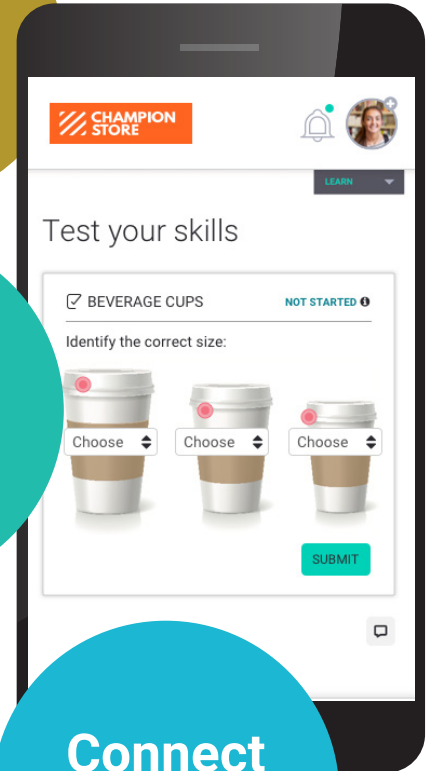 CHAMPION
STORE
LEARN
Test your skills
BEVERAGE CUPS NOT STARTED
Identify the correct size:
Choose Choose Choose
SUBMIT
Connect